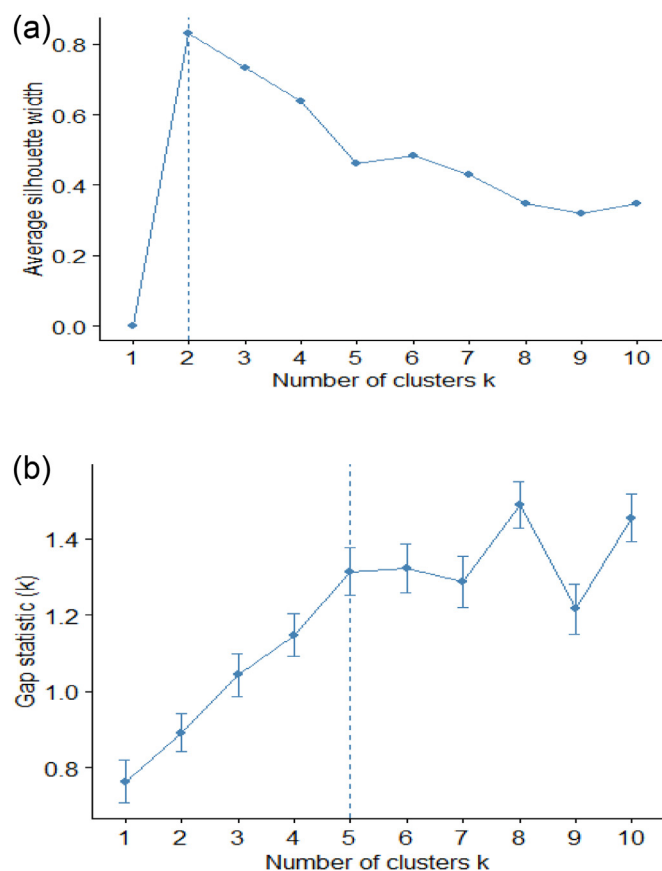 (a)
Average silhouette width
0.8
0.6
0.4
0.2
0.0
1 2 3 4 5 6 7 8 9 10
Number of clusters k
(b)
Gap statistic (k)
1.4
1.2
1.0
0.8
1 2 3 4 5 6 7 8 9 10
Number of clusters k